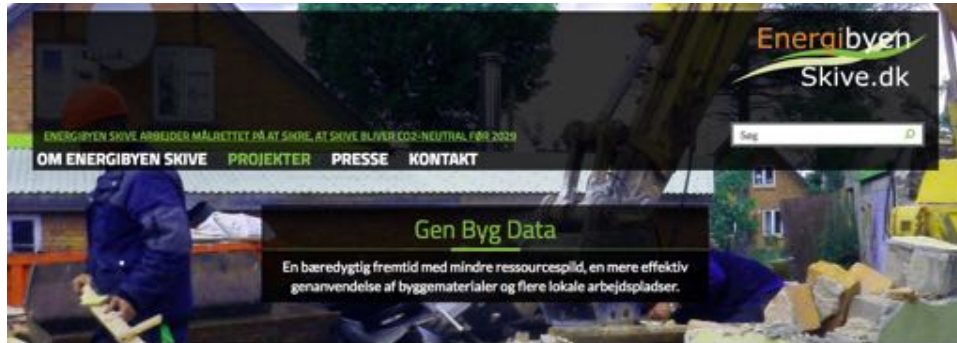 Energibyen
Skive.dk
ENERGIBYEN SKIVE ARBEJDER MÅLRETTET PÅ AT SIKRE, AT SKIVE BLIVER CO2-NEUTRAL FØR 2029
Søg
OM ENERGIBYEN SKIVE PROJEKTER PRESSE KONTAKT
Gen Byg Data
En bæredygtig fremtid med mindre ressourcespild, en mere effektiv
genanvendelse af byggematerialer og flere lokale arbejdspladser.